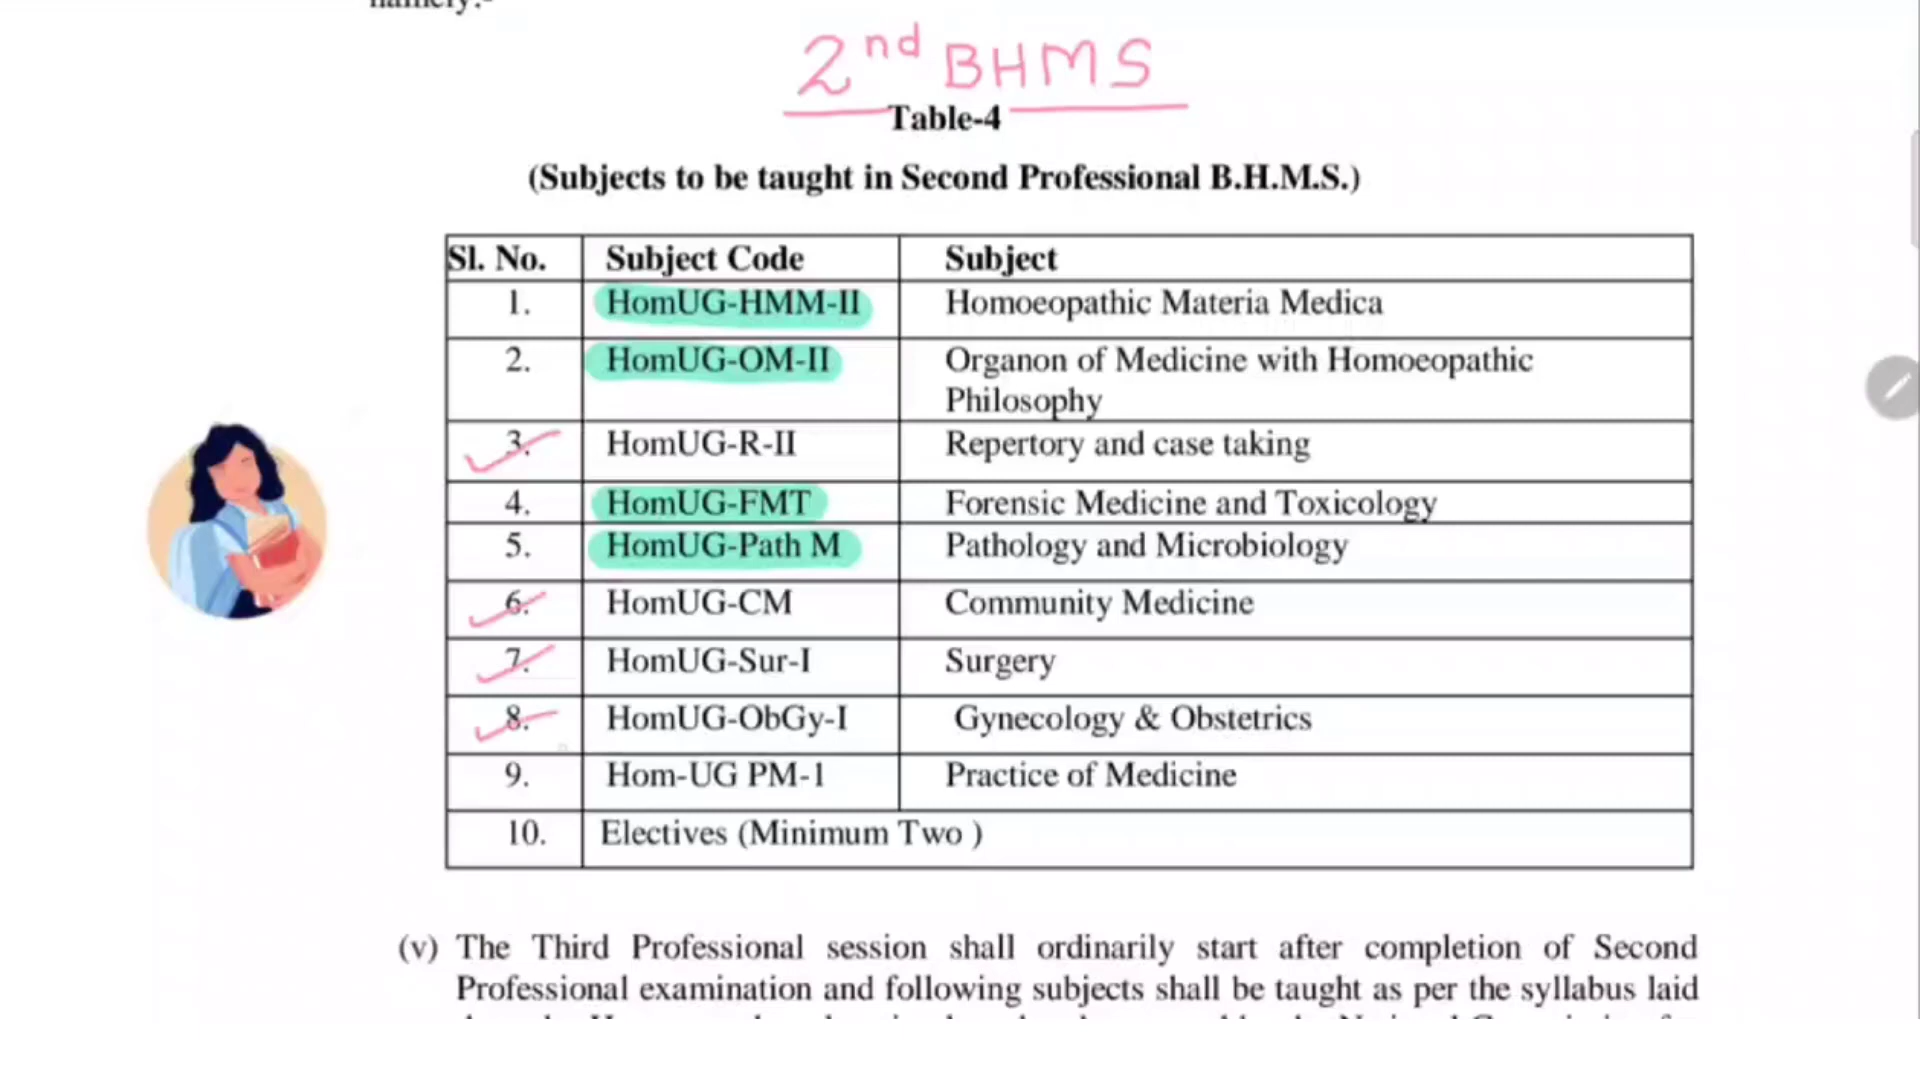 namely:-
2nd BHMS
Table-4
(Subjects to be taught in Second Professional B.H.M.S.)
Sl. No. Subject Code Subject
1. HomUG-HMM-II Homoeopathic Materia Medica
2. HomUG-OM-II Organon of Medicine with Homoeopathic
Philosophy
3. HomUG-R-II Repertory and case taking
4. HomUG-FMT Forensic Medicine and Toxicology
5. HomUG-Path M Pathology and Microbiology
6. HomUG-CM Community Medicine
7. HomUG-Sur-I Surgery
8. HomUG-ObGy-I Gynecology & Obstetrics
9. Hom-UG PM-1 Practice of Medicine
10. Electives (Minimum Two )
(v) The Third Professional session shall ordinarily start after completion of Second
Professional examination and following subjects shall be taught as per the syllabus laid